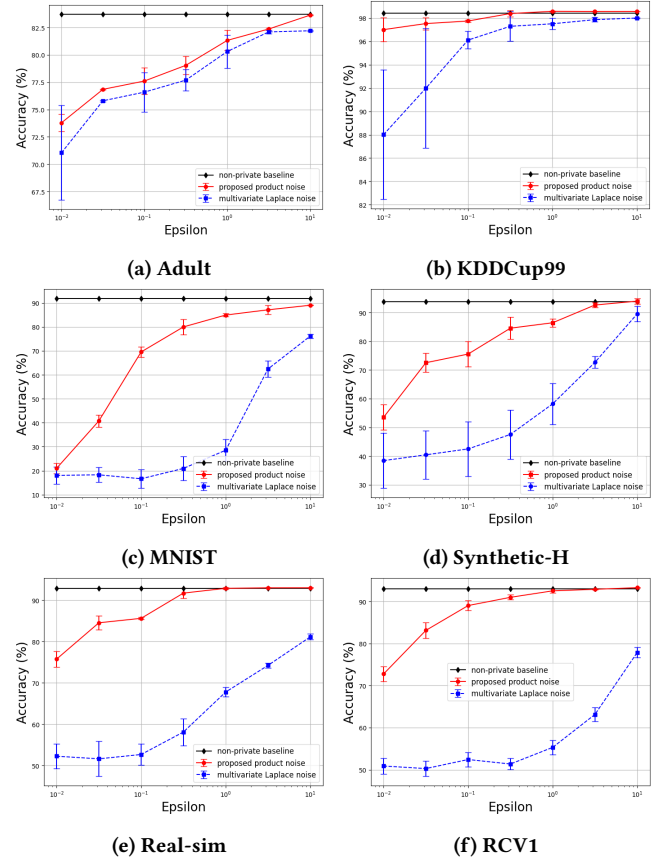 82.5
80.0
77.5
75.0
72.5
70.0
67.5
Accuracy (%)
non-private baseline
proposed product noise
multivariate Laplace noise
10⁻² 10⁻¹ 10⁰ 10¹
Epsilon
(a) Adult
98
96
94
92
90
88
86
84
82
Accuracy (%)
non-private baseline
proposed product noise
multivariate Laplace noise
10⁻² 10⁻¹ 10⁰ 10¹
Epsilon
(b) KDDCup99
90
80
70
60
50
40
30
20
10
Accuracy (%)
non-private baseline
proposed product noise
multivariate Laplace noise
10⁻² 10⁻¹ 10⁰ 10¹
Epsilon
(c) MNIST
90
80
70
60
50
40
30
Accuracy (%)
non-private baseline
proposed product noise
multivariate Laplace noise
10⁻² 10⁻¹ 10⁰ 10¹
Epsilon
(d) Synthetic-H
90
80
70
60
50
Accuracy (%)
non-private baseline
proposed product noise
multivariate Laplace noise
10⁻² 10⁻¹ 10⁰ 10¹
Epsilon
(e) Real-sim
90
80
70
60
50
Accuracy (%)
non-private baseline
proposed product noise
multivariate Laplace noise
10⁻² 10⁻¹ 10⁰ 10¹
Epsilon
(f) RCV1